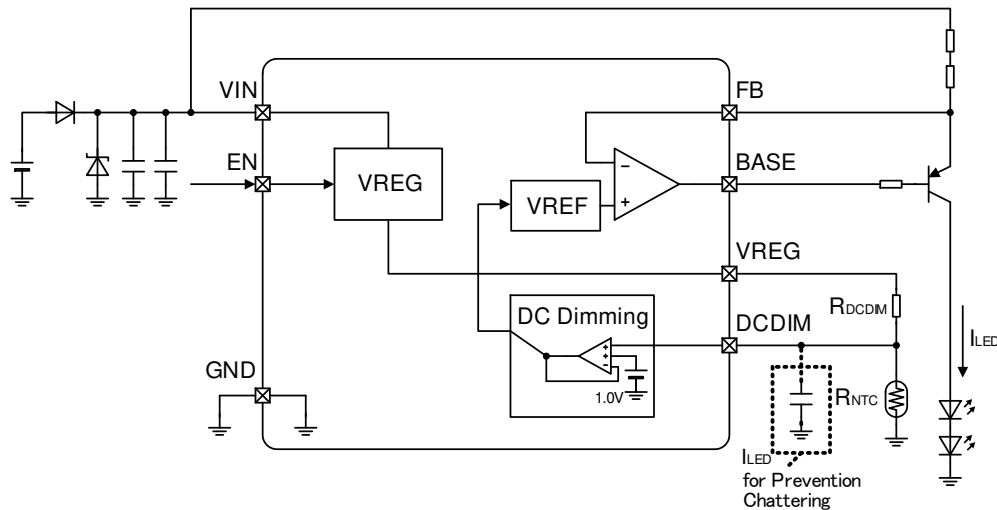 VIN
FB
EN
BASE
VREG
−
+
VREF
VREG
DC Dimming
DCDIM
RDCDIM
ILED
+
+
−
1.0V
GND
RNTC
ILED
for Prevention
Chattering